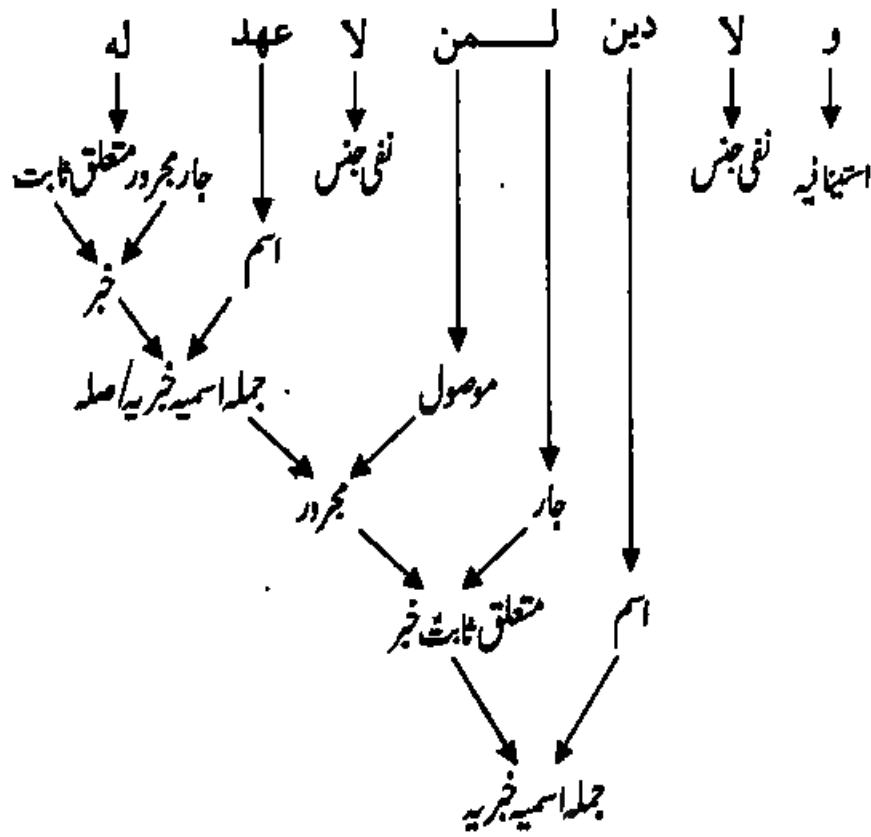 و لا دين لـــمن لا عهد له
استینافیہ نفی جنس نفی جنس جار مجرور متعلق ثابت
اسم خبر
موصول جملہ اسمیہ خبریہ/صلہ
جار مجرور
اسم متعلق ثابتٌ خبر
جملہ اسمیہ خبریہ